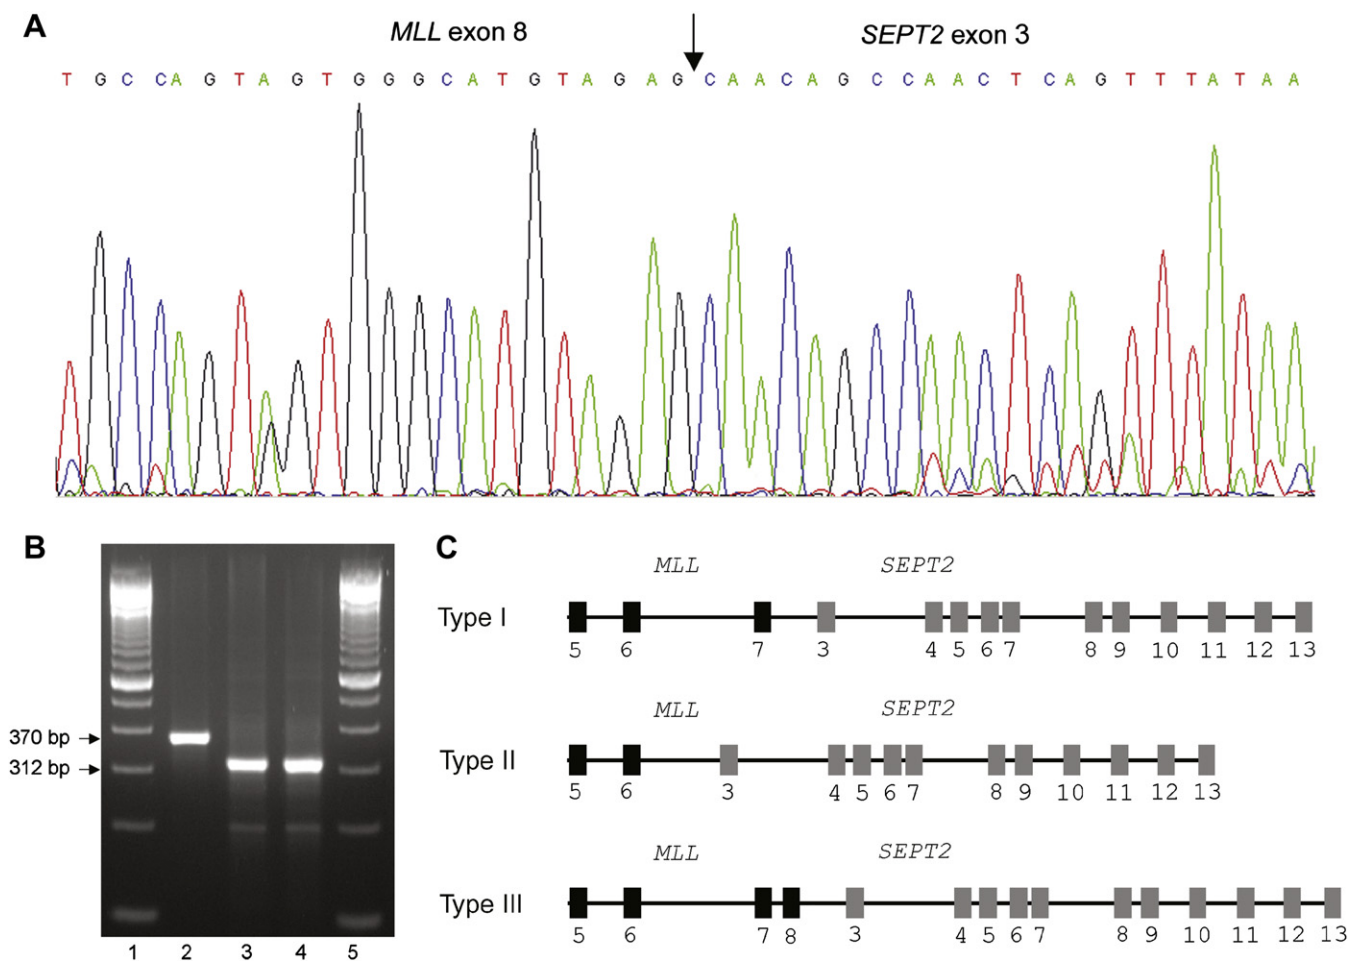 A
MLL exon 8
SEPT2 exon 3
T G C C A G T A G T G G G C A T G T A G A G C A A C A G C C A A C T C A G T T T A T A A
B
370 bp
312 bp
1 2 3 4 5
C
MLL SEPT2
Type I
5 6 7 3 4 5 6 7 8 9 10 11 12 13
MLL SEPT2
Type II
5 6 3 4 5 6 7 8 9 10 11 12 13
MLL SEPT2
Type III
5 6 7 8 3 4 5 6 7 8 9 10 11 12 13